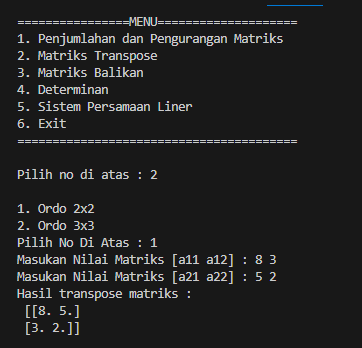 ================MENU====================
1. Penjumlahan dan Pengurangan Matriks
2. Matriks Transpose
3. Matriks Balikan
4. Determinan
5. Sistem Persamaan Liner
6. Exit
========================================
Pilih no di atas : 2
1. Ordo 2x2
2. Ordo 3x3
Pilih No Di Atas : 1
Masukan Nilai Matriks [a11 a12] : 8 3
Masukan Nilai Matriks [a21 a22] : 5 2
Hasil transpose matriks :
[[8. 5.]
[3. 2.]]